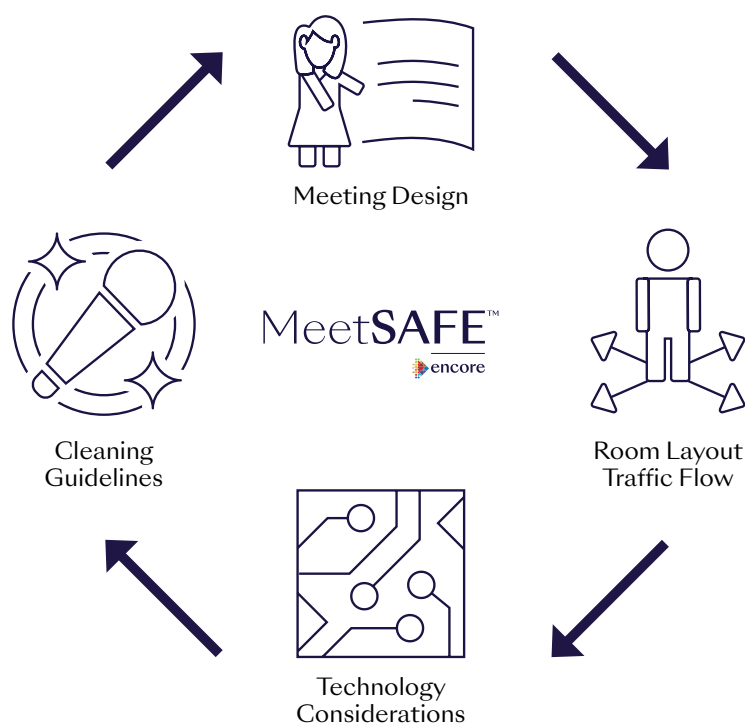 Meeting Design
MeetSAFE™
encore
Cleaning
Guidelines
Room Layout
Traffic Flow
Technology
Considerations